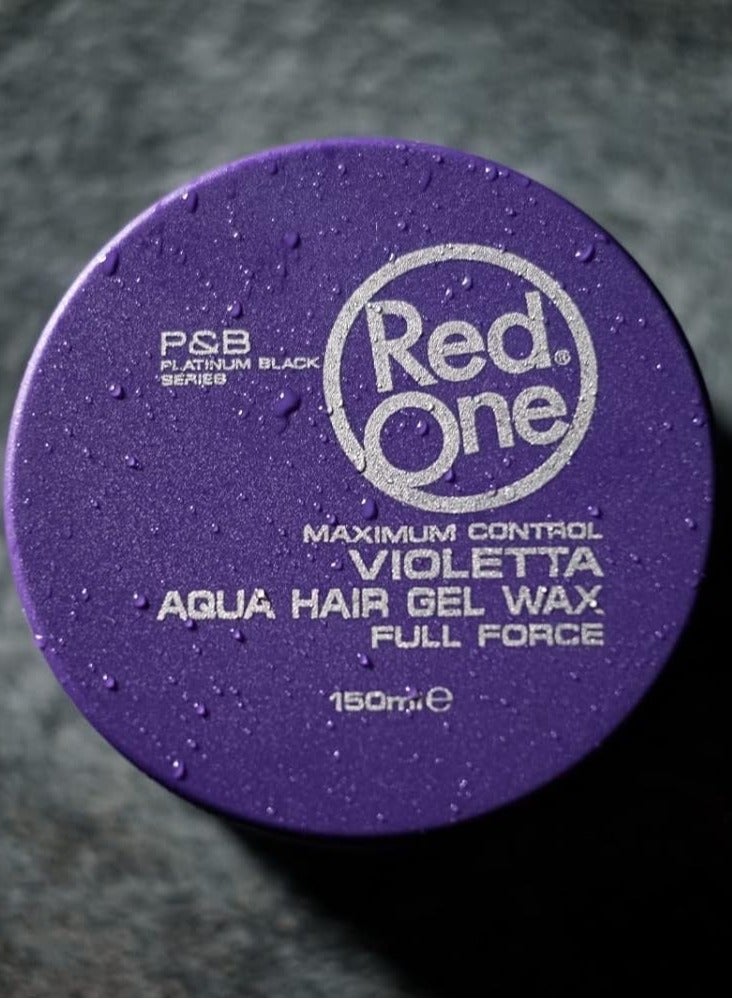 P&B
PLATINUM BLACK
SERIES
Red®
One
MAXIMUM CONTROL
VIOLETTA
AQUA HAIR GEL WAX
FULL FORCE
150ml ℮